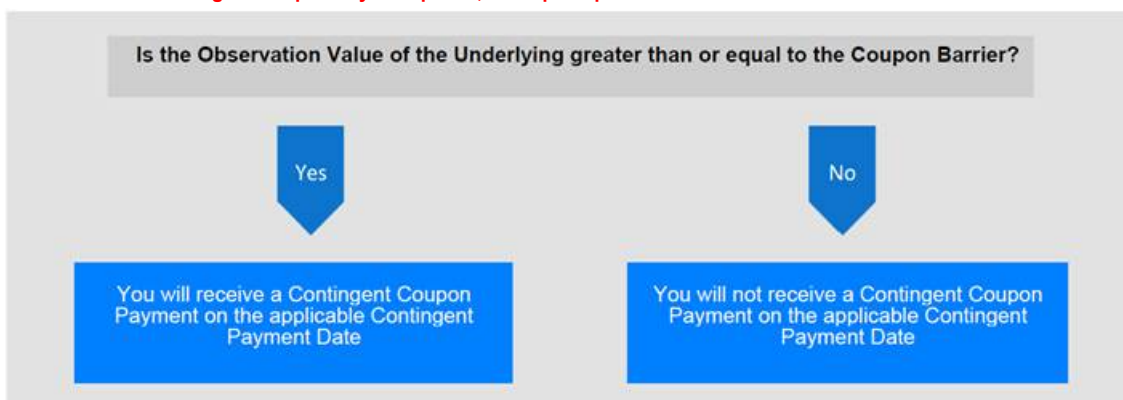 Is the Observation Value of the Underlying greater than or equal to the Coupon Barrier?
Yes
No
You will receive a Contingent Coupon
Payment on the applicable Contingent
Payment Date
You will not receive a Contingent Coupon
Payment on the applicable Contingent
Payment Date